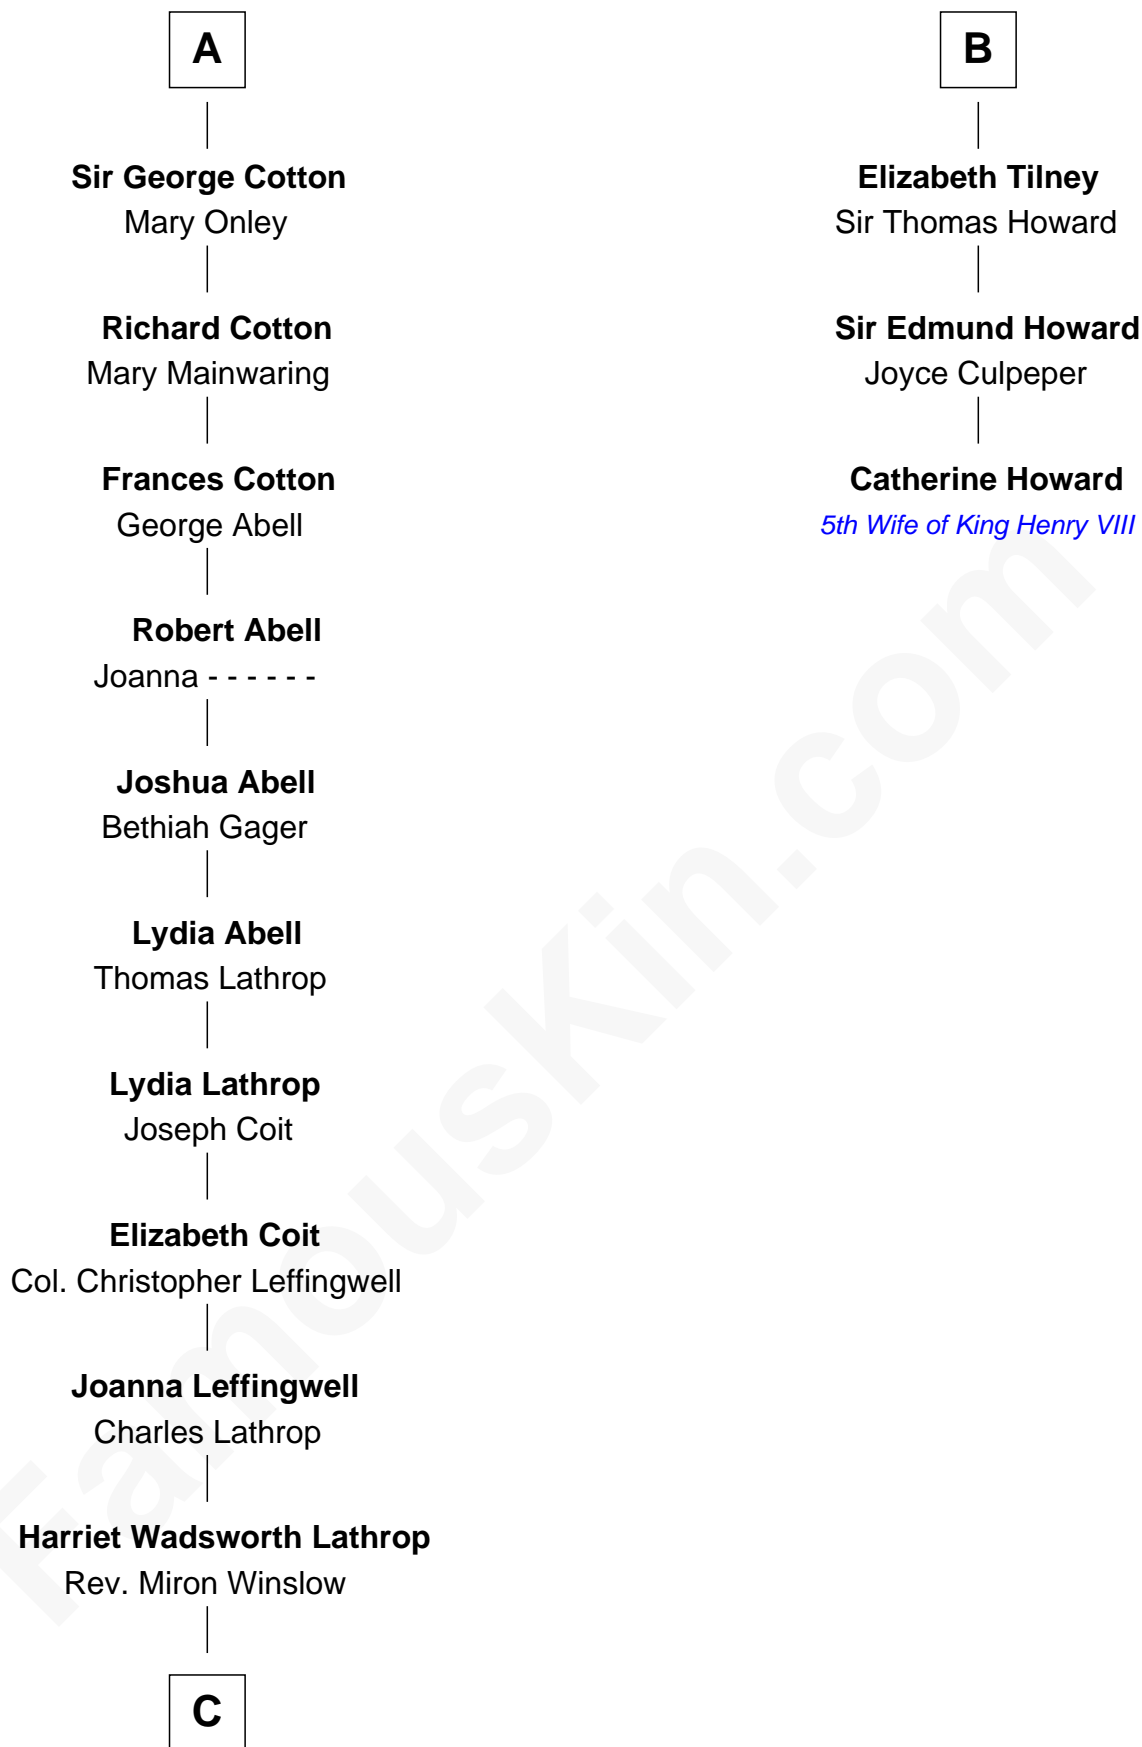 A
Sir George Cotton
Mary Onley
Richard Cotton
Mary Mainwaring
Frances Cotton
George Abell
Robert Abell
Joanna - - - - - -
Joshua Abell
Bethiah Gager
Lydia Abell
Thomas Lathrop
Lydia Lathrop
Joseph Coit
Elizabeth Coit
Col. Christopher Leffingwell
Joanna Leffingwell
Charles Lathrop
Harriet Wadsworth Lathrop
Rev. Miron Winslow
C
B
Elizabeth Tilney
Sir Thomas Howard
Sir Edmund Howard
Joyce Culpeper
Catherine Howard
5th Wife of King Henry VIII
FamousKin.com